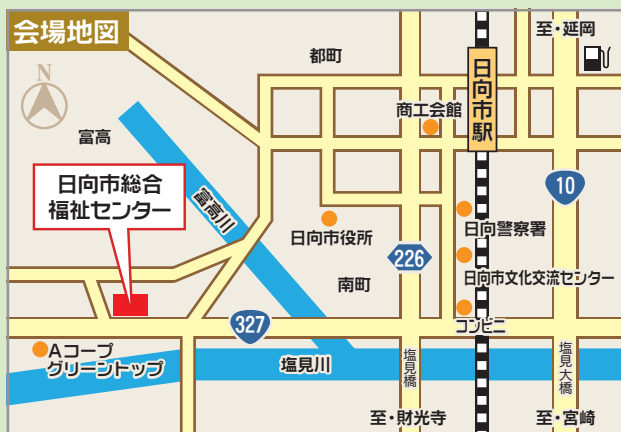 会場地図
至・延岡
都町
N
日向市駅
商工会館
富高
日向市総合
福祉センター
富高川
10
日向市役所
日向警察署
226
日向市文化交流センター
南町
327
コンビニ
Aコープ
グリーントップ
塩見川
塩見橋
塩見大橋
至・財光寺
至・宮崎